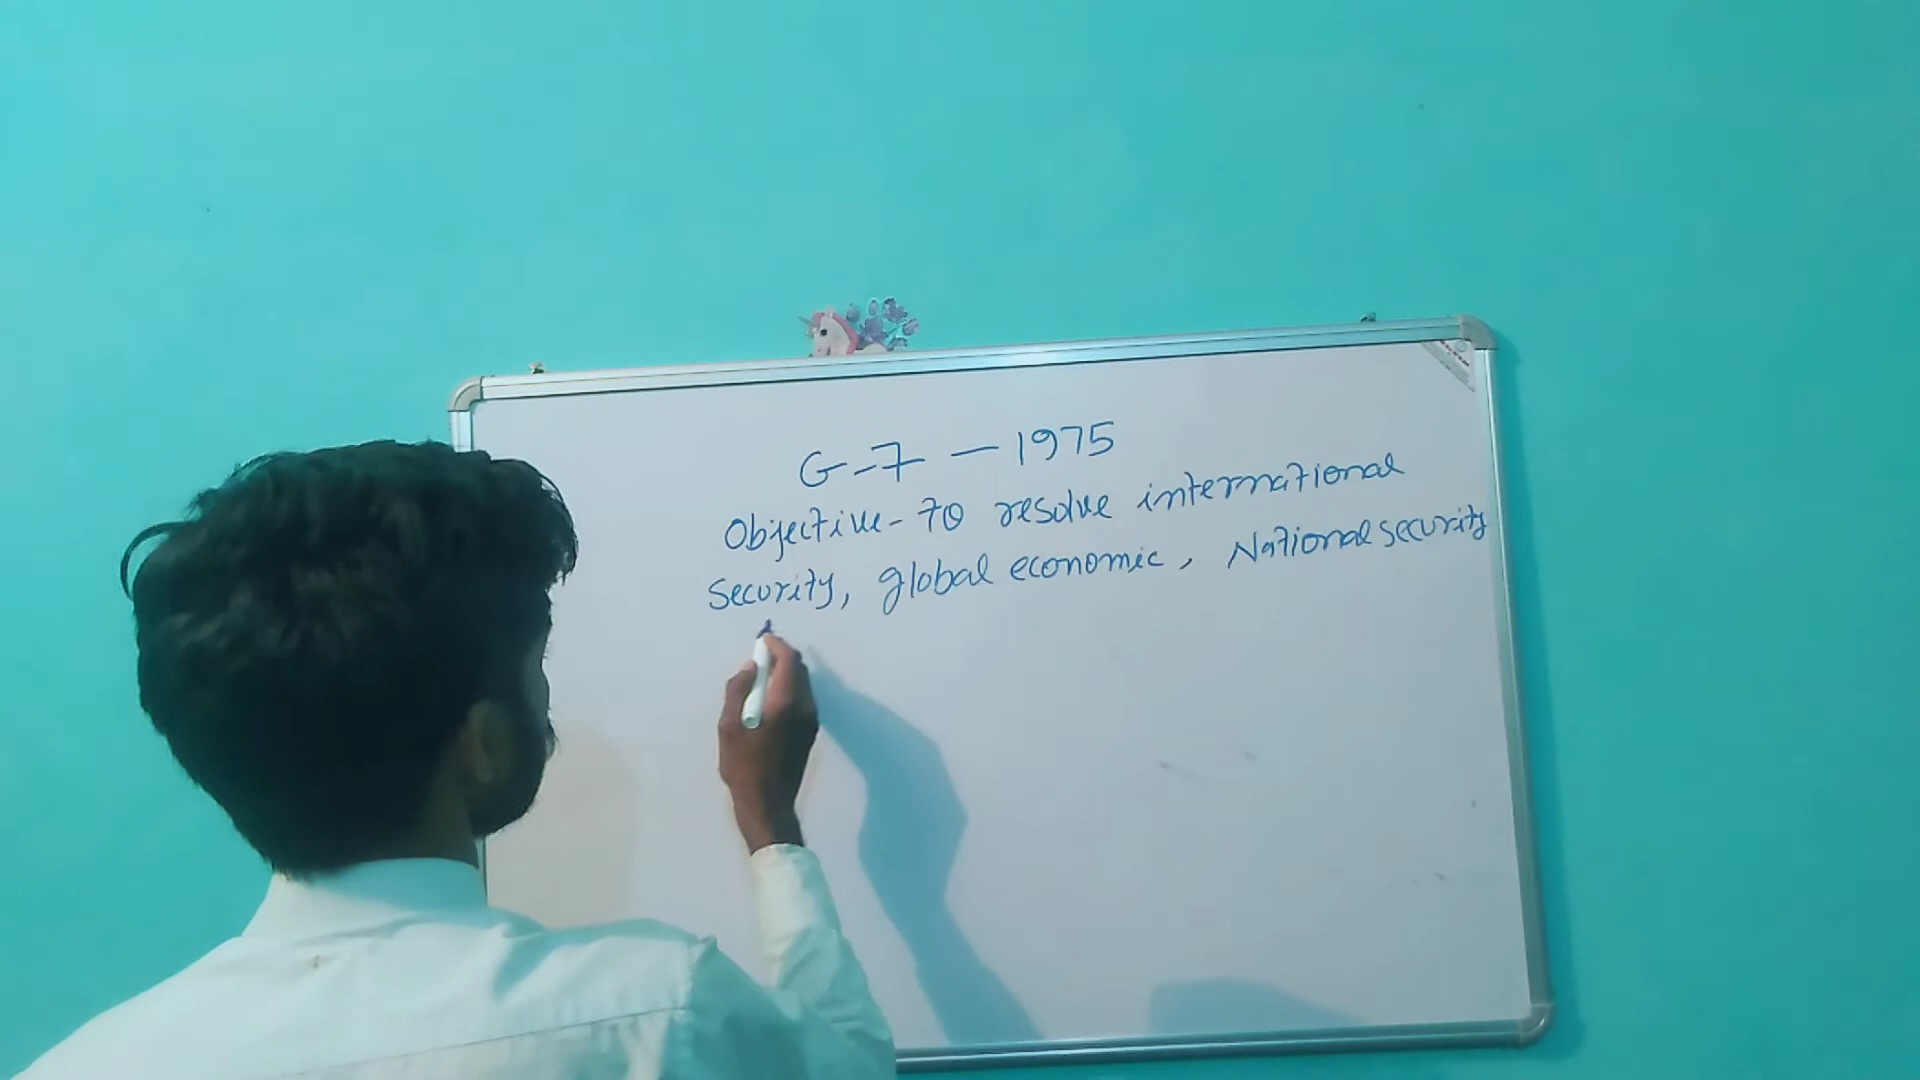 G-7 - 1975
Objective- To resolve international
security, global economic, National security